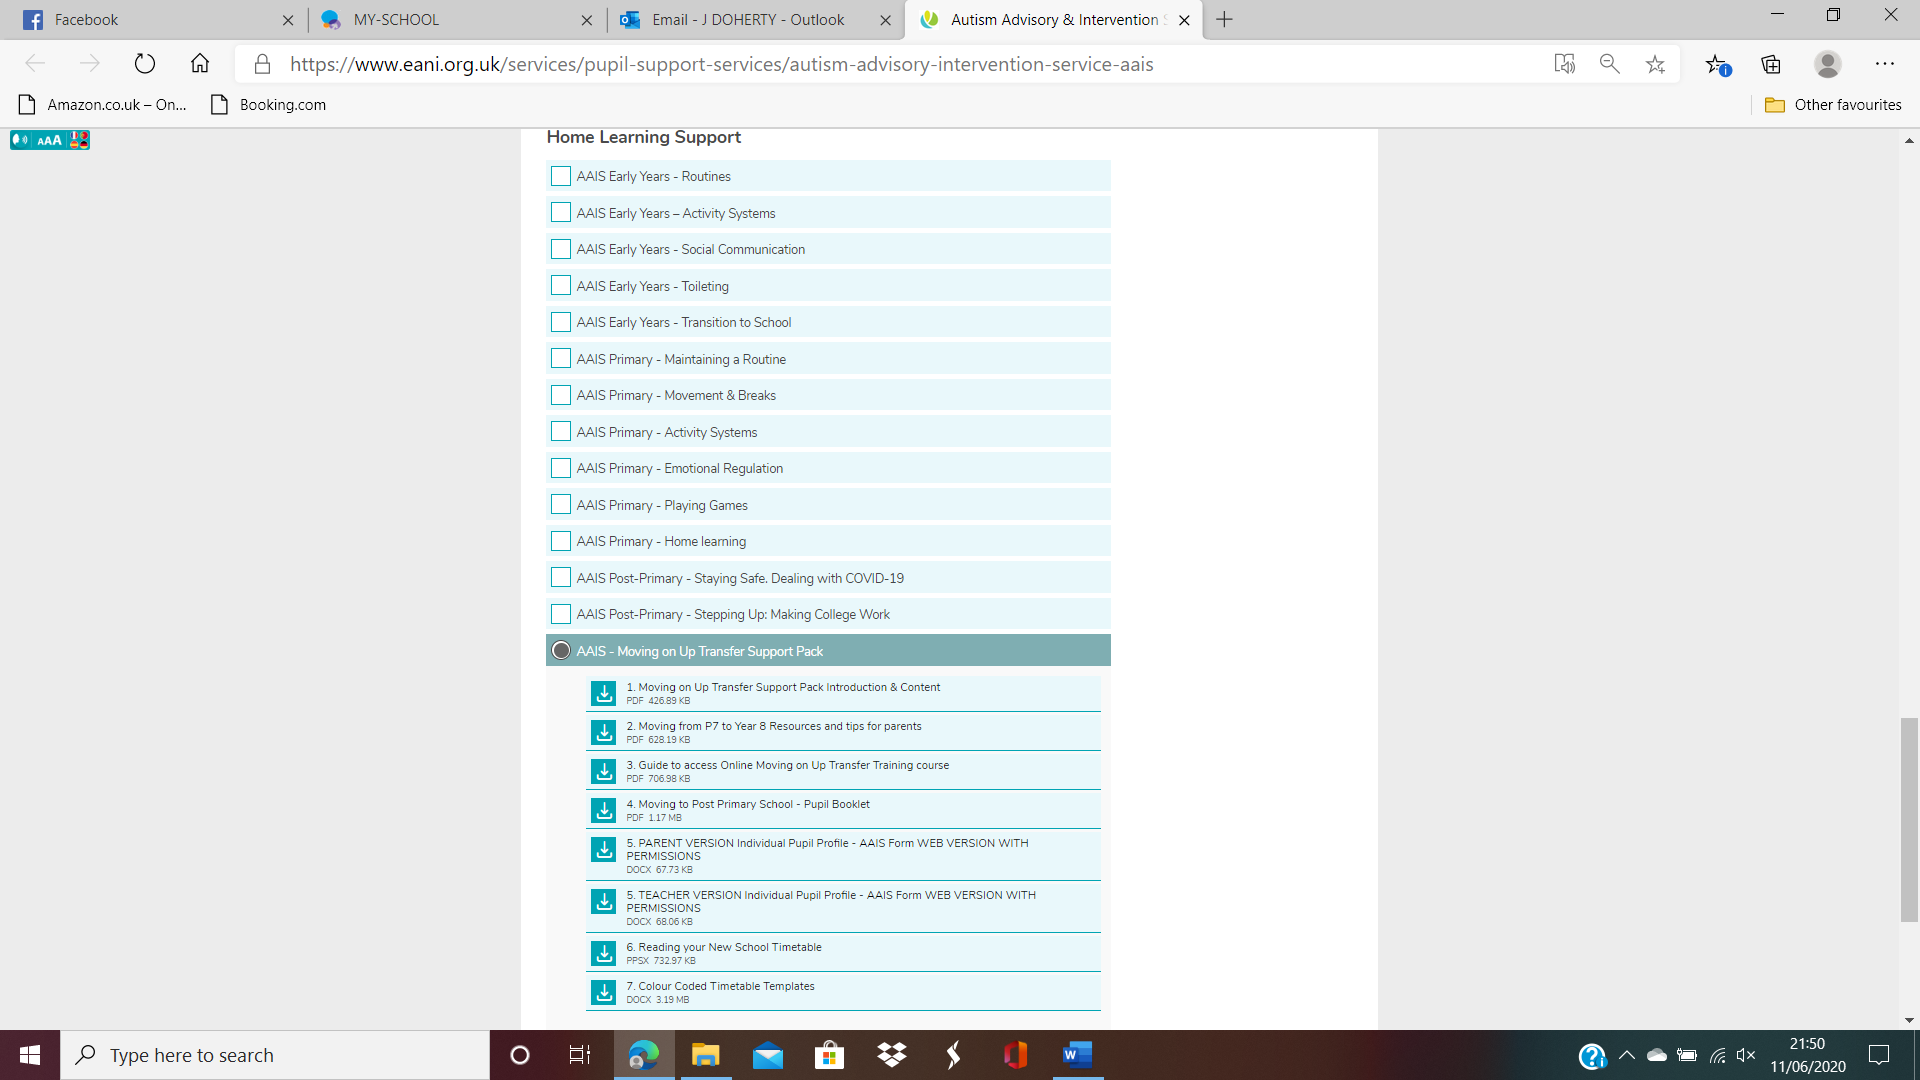 Facebook
MY-SCHOOL
Email - J DOHERTY - Outlook
Autism Advisory & Intervention S
https://www.eani.org.uk/services/pupil-support-services/autism-advisory-intervention-service-aais
Amazon.co.uk – On...
Booking.com
Other favourites
AAA
Home Learning Support
AAIS Early Years - Routines
AAIS Early Years – Activity Systems
AAIS Early Years - Social Communication
AAIS Early Years - Toileting
AAIS Early Years - Transition to School
AAIS Primary - Maintaining a Routine
AAIS Primary - Movement & Breaks
AAIS Primary - Activity Systems
AAIS Primary - Emotional Regulation
AAIS Primary - Playing Games
AAIS Primary - Home learning
AAIS Post-Primary - Staying Safe. Dealing with COVID-19
AAIS Post-Primary - Stepping Up: Making College Work
AAIS - Moving on Up Transfer Support Pack
1. Moving on Up Transfer Support Pack Introduction & Content
PDF 426.89 KB
2. Moving from P7 to Year 8 Resources and tips for parents
PDF 628.19 KB
3. Guide to access Online Moving on Up Transfer Training course
PDF 706.98 KB
4. Moving to Post Primary School - Pupil Booklet
PDF 1.17 MB
5. PARENT VERSION Individual Pupil Profile - AAIS Form WEB VERSION WITH
PERMISSIONS
DOCX 67.73 KB
5. TEACHER VERSION Individual Pupil Profile - AAIS Form WEB VERSION WITH
PERMISSIONS
DOCX 68.06 KB
6. Reading your New School Timetable
PPSX 732.97 KB
7. Colour Coded Timetable Templates
DOCX 3.19 MB
Type here to search
21:50
11/06/2020